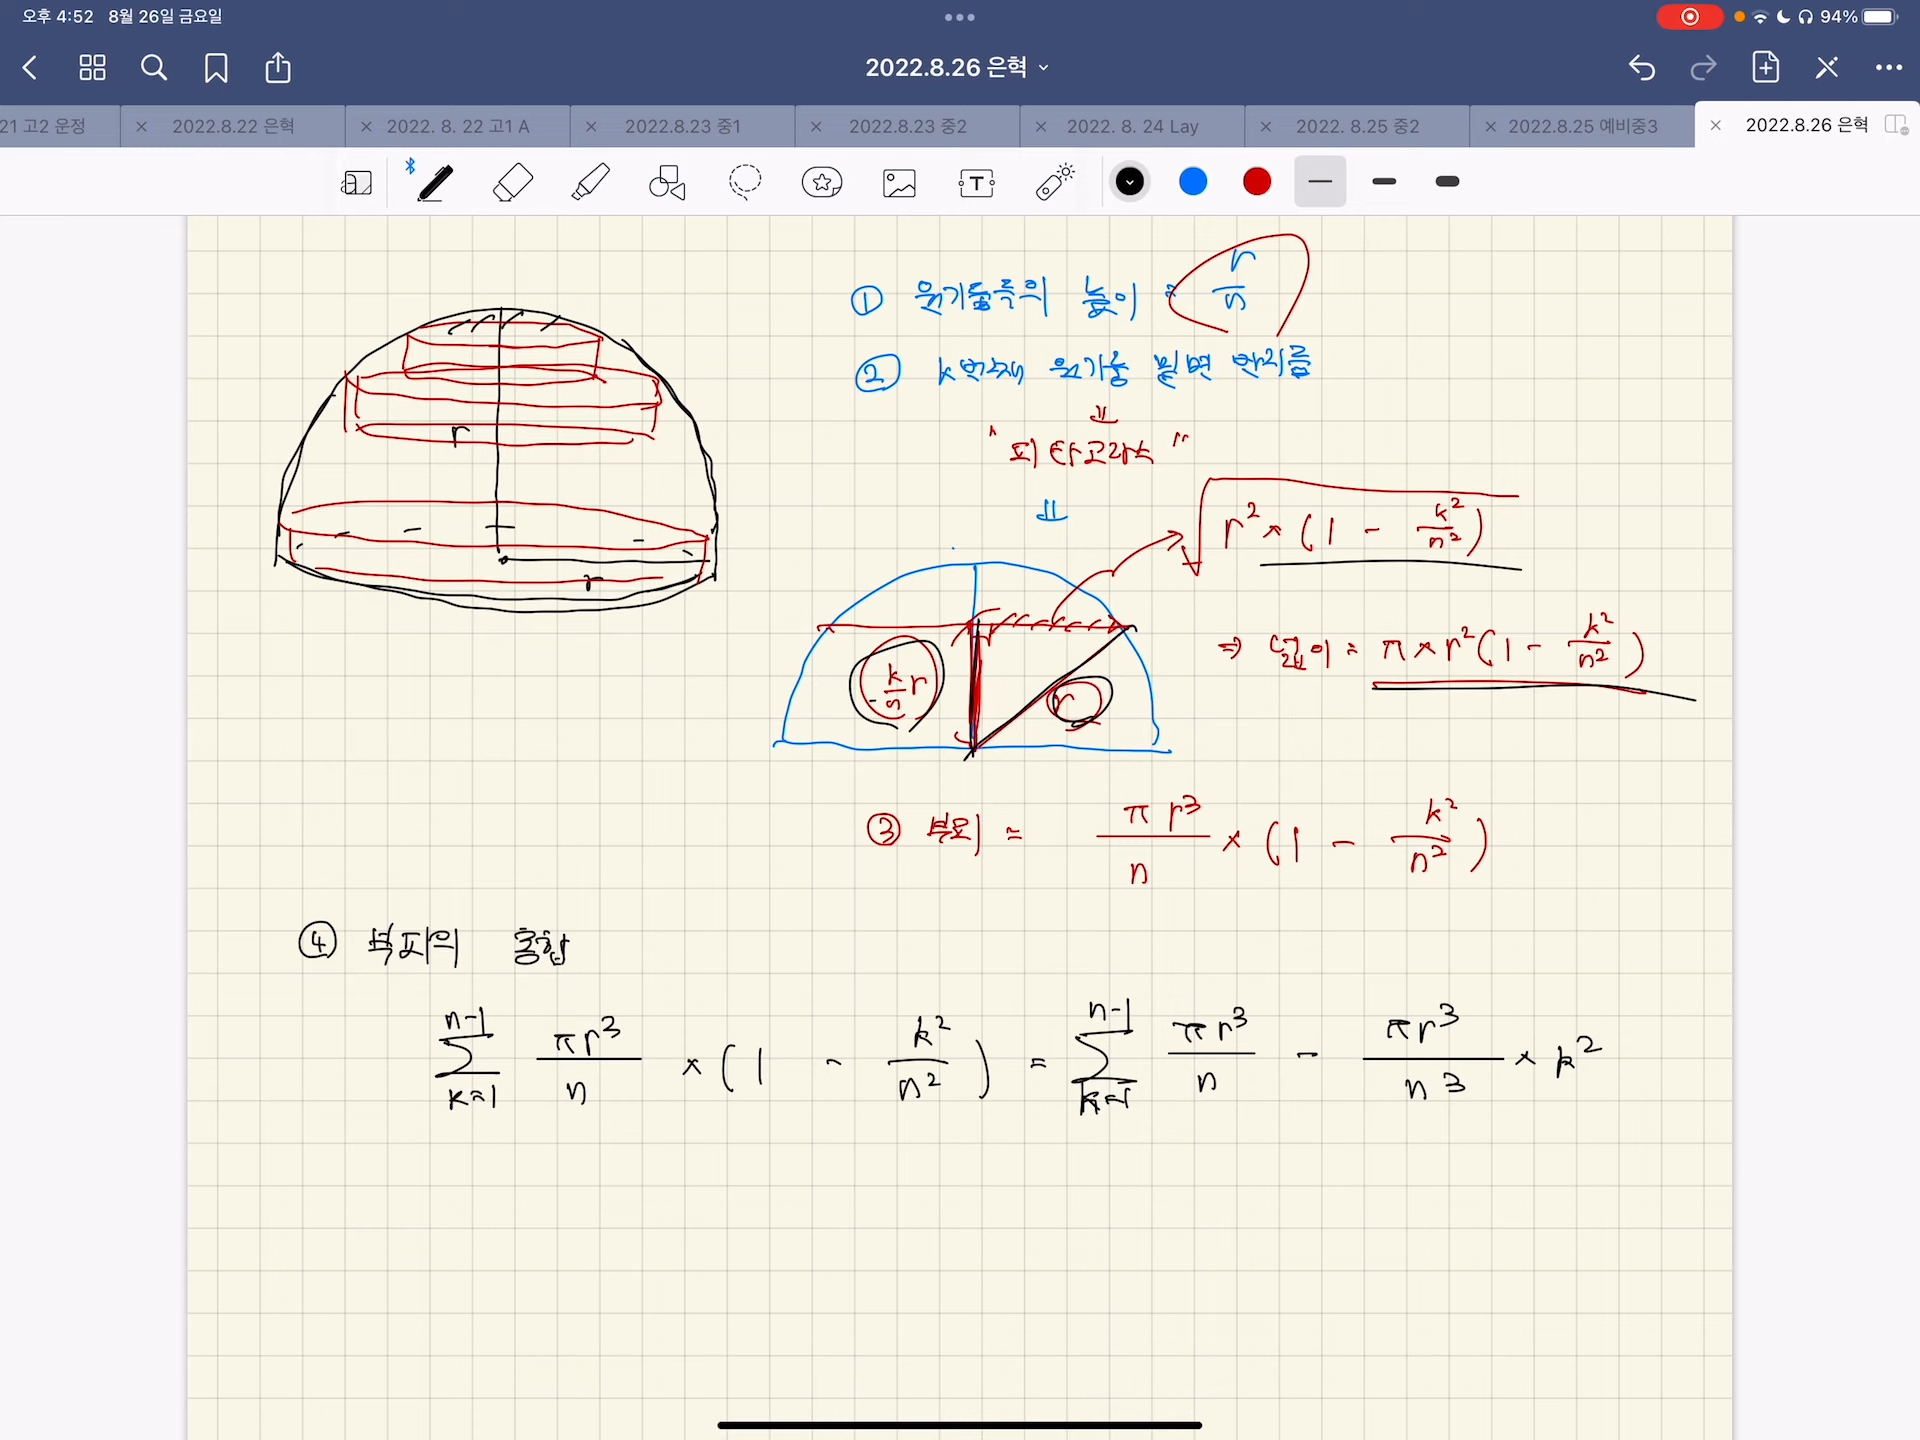 오후 4:52 8월 26일 금요일
94%
2022.8.26 은혁
21 고2 운정
2022.8.22 은혁
2022. 8. 22 고1 A
2022.8.23 중1
2022.8.23 중2
2022. 8. 24 Lay
2022. 8.25 중2
2022.8.25 예비중3
2022.8.26 은혁
① 원기둥들의 높이 = r/n
② k번째 원기둥 밑면 반지름
⇓
"피타고라스"
⇓
√(r² × (1 - k²/n²))
r
r
k/n r
r
⇒ 넓이 = π × r² (1 - k²/n²)
③ 부피 = πr³/n × (1 - k²/n²)
④ 부피의 총합
n-1 ∑ k=1 πr³/n × (1 - k²/n²) = n-1 ∑ k=1 πr³/n - πr³/n³ × k²